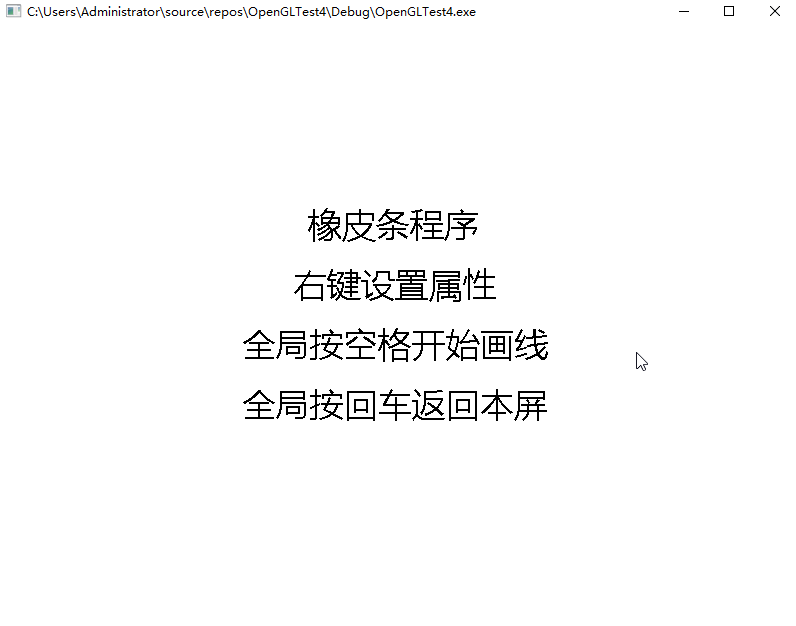 C:\Users\Administrator\source\repos\OpenGLTest4\Debug\OpenGLTest4.exe
橡皮条程序
右键设置属性
全局按空格开始画线
全局按回车返回本屏